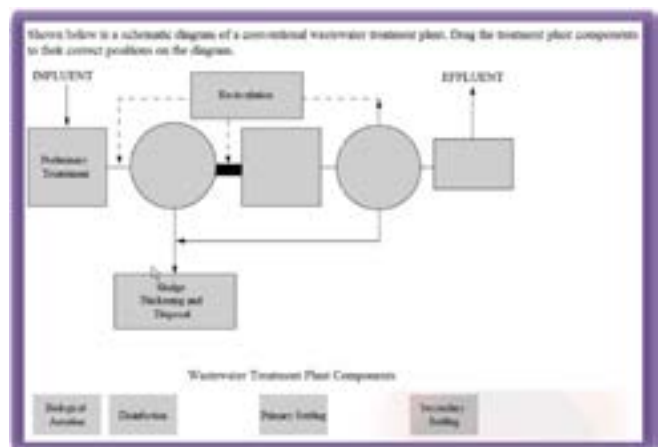 Shown below is a schematic diagram of a conventional wastewater treatment plant. Drag the treatment plant components
to their correct positions on the diagram.
INFLUENT
EFFLUENT
Recirculation
Preliminary
Treatment
Sludge
Thickening and
Disposal
Wastewater Treatment Plant Components
Biological
Aeration
Disinfection
Primary Settling
Secondary
Settling